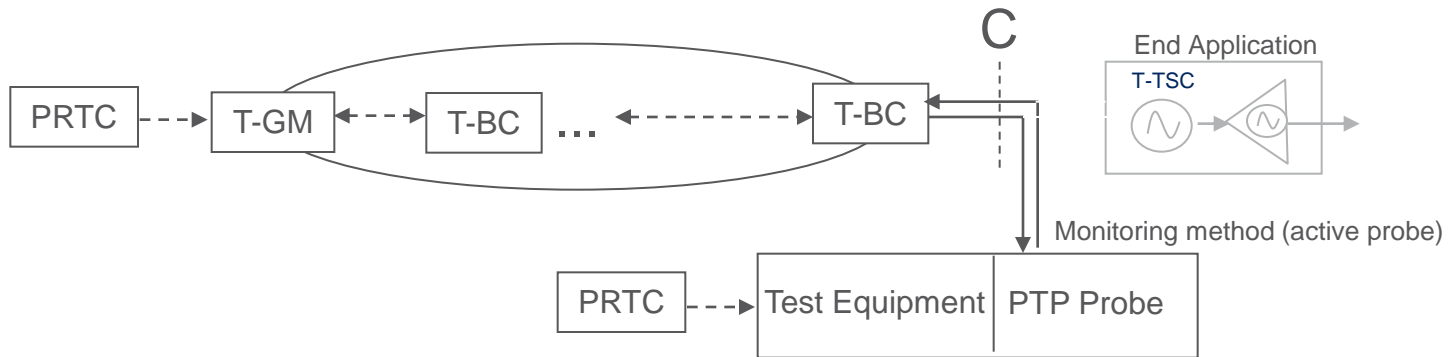 C
End Application
T-TSC
PRTC
T-GM
T-BC
...
T-BC
Monitoring method (active probe)
PRTC
Test Equipment
PTP Probe